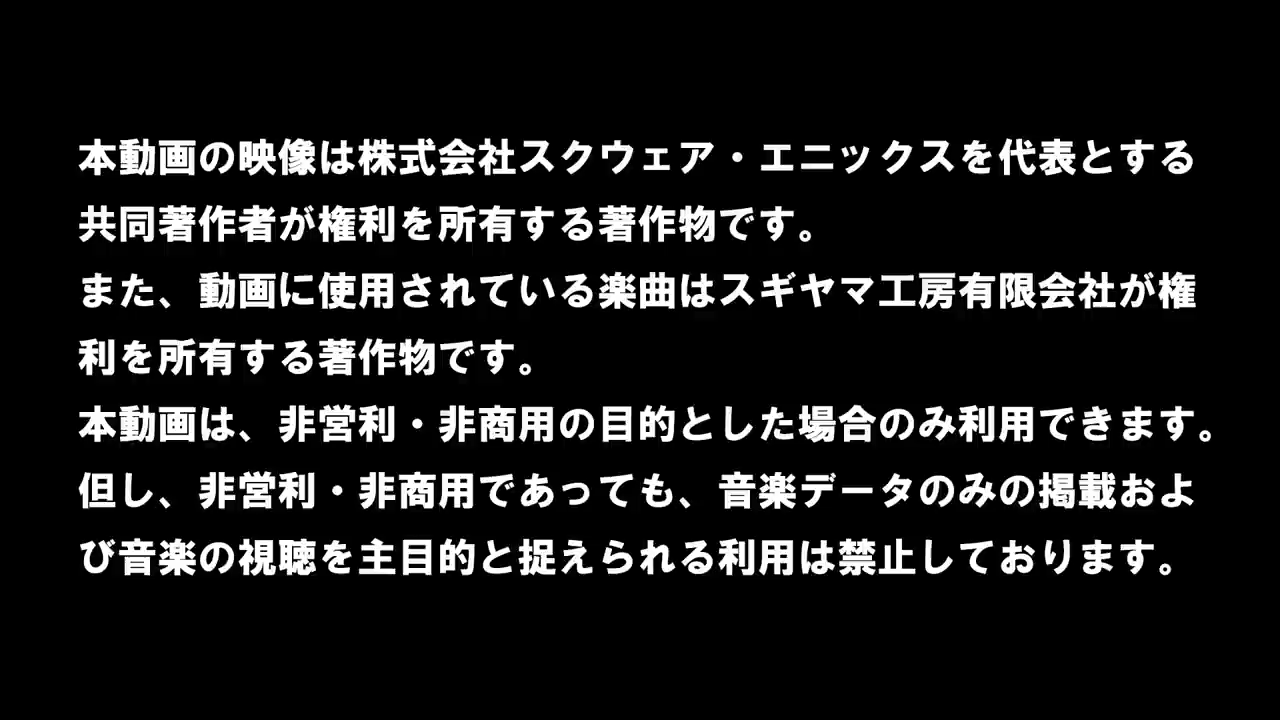 本動画の映像は株式会社スクウェア・エニックスを代表とする
共同著作者が権利を所有する著作物です。
また、動画に使用されている楽曲はスギヤマ工房有限会社が権
利を所有する著作物です。
本動画は、非営利・非商用の目的とした場合のみ利用できます。
但し、非営利・非商用であっても、音楽データのみの掲載およ
び音楽の視聴を主目的と捉えられる利用は禁止しております。